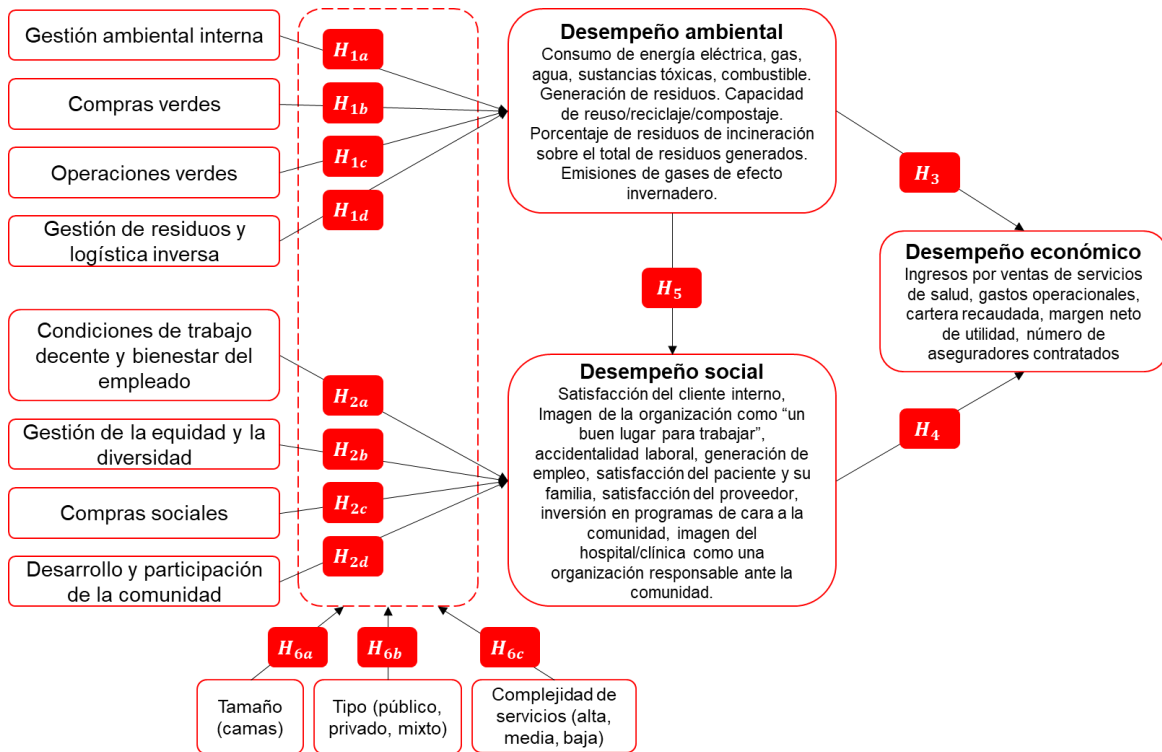 Gestión ambiental interna
Compras verdes
Operaciones verdes
Gestión de residuos y
logística inversa
Condiciones de trabajo
decente y bienestar del
empleado
Gestión de la equidad y la
diversidad
Compras sociales
Desarrollo y participación
de la comunidad
H1a
H1b
H1c
H1d
H2a
H2b
H2c
H2d
Desempeño ambiental
Consumo de energía eléctrica, gas,
agua, sustancias tóxicas, combustible.
Generación de residuos. Capacidad
de reuso/reciclaje/compostaje.
Porcentaje de residuos de incineración
sobre el total de residuos generados.
Emisiones de gases de efecto
invernadero.
H5
Desempeño social
Satisfacción del cliente interno,
Imagen de la organización como “un
buen lugar para trabajar”,
accidentalidad laboral, generación de
empleo, satisfacción del paciente y su
familia, satisfacción del proveedor,
inversión en programas de cara a la
comunidad, imagen del
hospital/clínica como una
organización responsable ante la
comunidad.
H3
Desempeño económico
Ingresos por ventas de servicios
de salud, gastos operacionales,
cartera recaudada, margen neto
de utilidad, número de
aseguradores contratados
H4
H6a
H6b
H6c
Tamaño
(camas)
Tipo (público,
privado, mixto)
Complejidad de
servicios (alta,
media, baja)